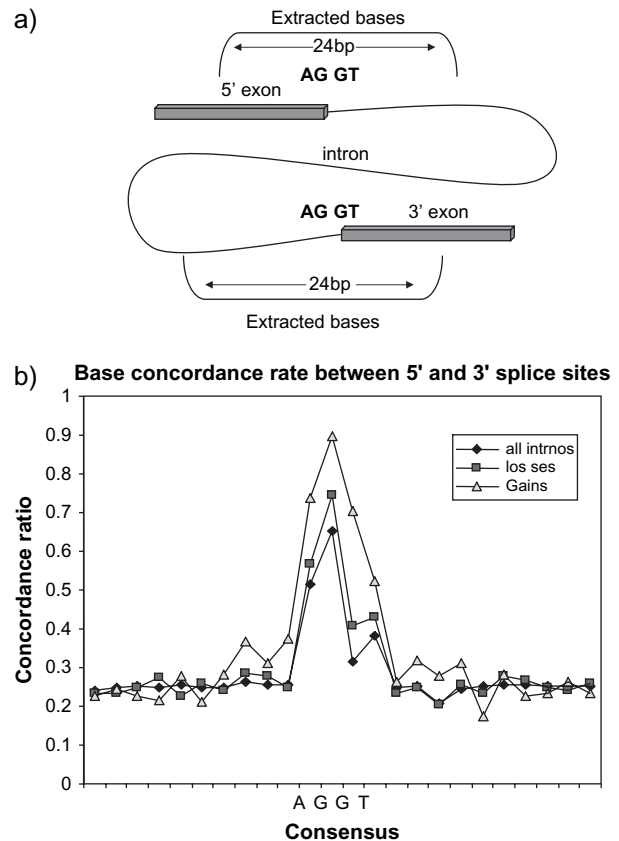 a)
Extracted bases
24bp
AG GT
5' exon
intron
AG GT
3' exon
24bp
Extracted bases
b)
Base concordance rate between 5' and 3' splice sites
1
0.9
0.8
0.7
0.6
0.5
0.4
0.3
0.2
0.1
0
Concordance ratio
all intrnos
los ses
Gains
A G G T
Consensus